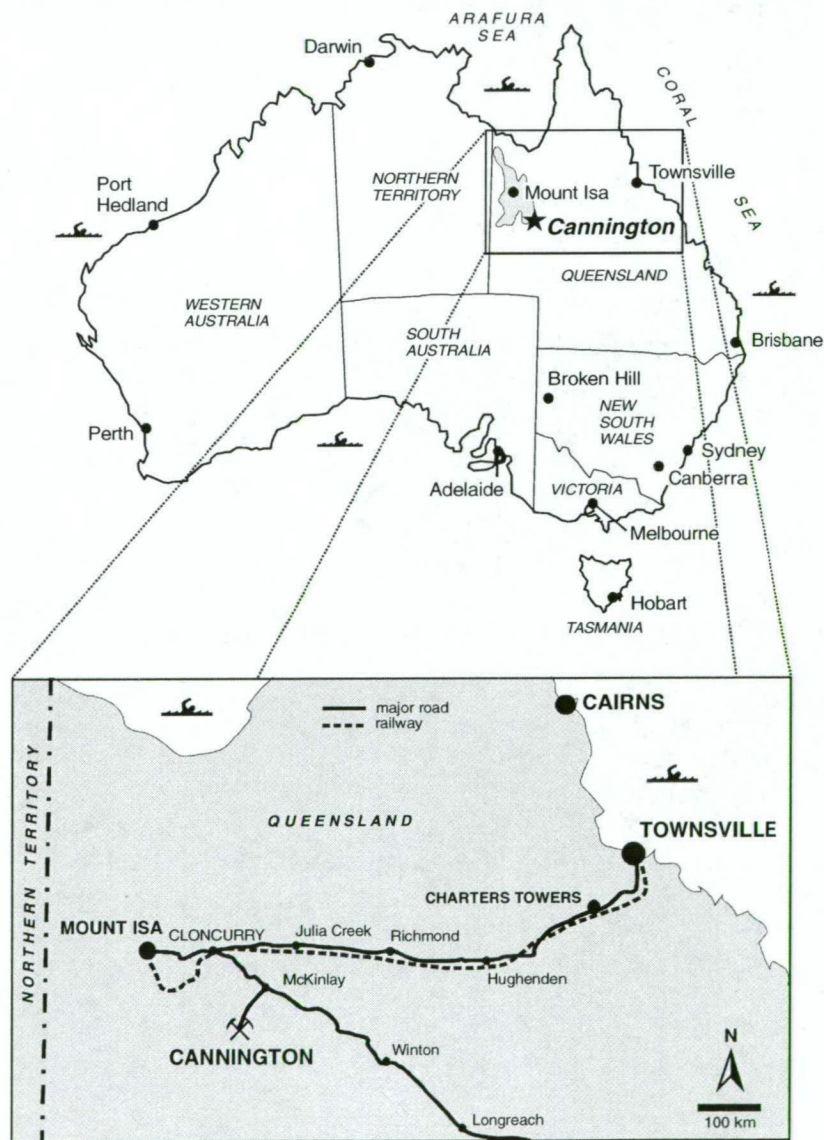 ARAFURA
SEA
Darwin
CORAL SEA
Port
Hedland
NORTHERN
TERRITORY
Mount Isa
Townsville
Cannington
QUEENSLAND
WESTERN
AUSTRALIA
SOUTH
AUSTRALIA
Brisbane
Broken Hill
NEW
SOUTH
WALES
Perth
Sydney
Canberra
Adelaide
VICTORIA
Melbourne
Hobart
TASMANIA
major road
railway
CAIRNS
NORTHERN TERRITORY
QUEENSLAND
TOWNSVILLE
CHARTERS TOWERS
MOUNT ISA
CLONCURRY
Julia Creek
Richmond
Hughenden
McKinlay
CANNINGTON
Winton
N
100 km
Longreach